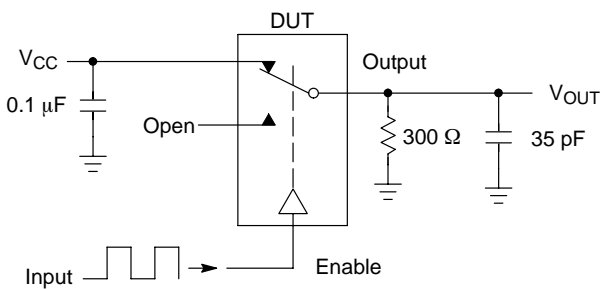 DUT
VCC
Output
VOUT
0.1 μF
Open
300 Ω
35 pF
Input
Enable